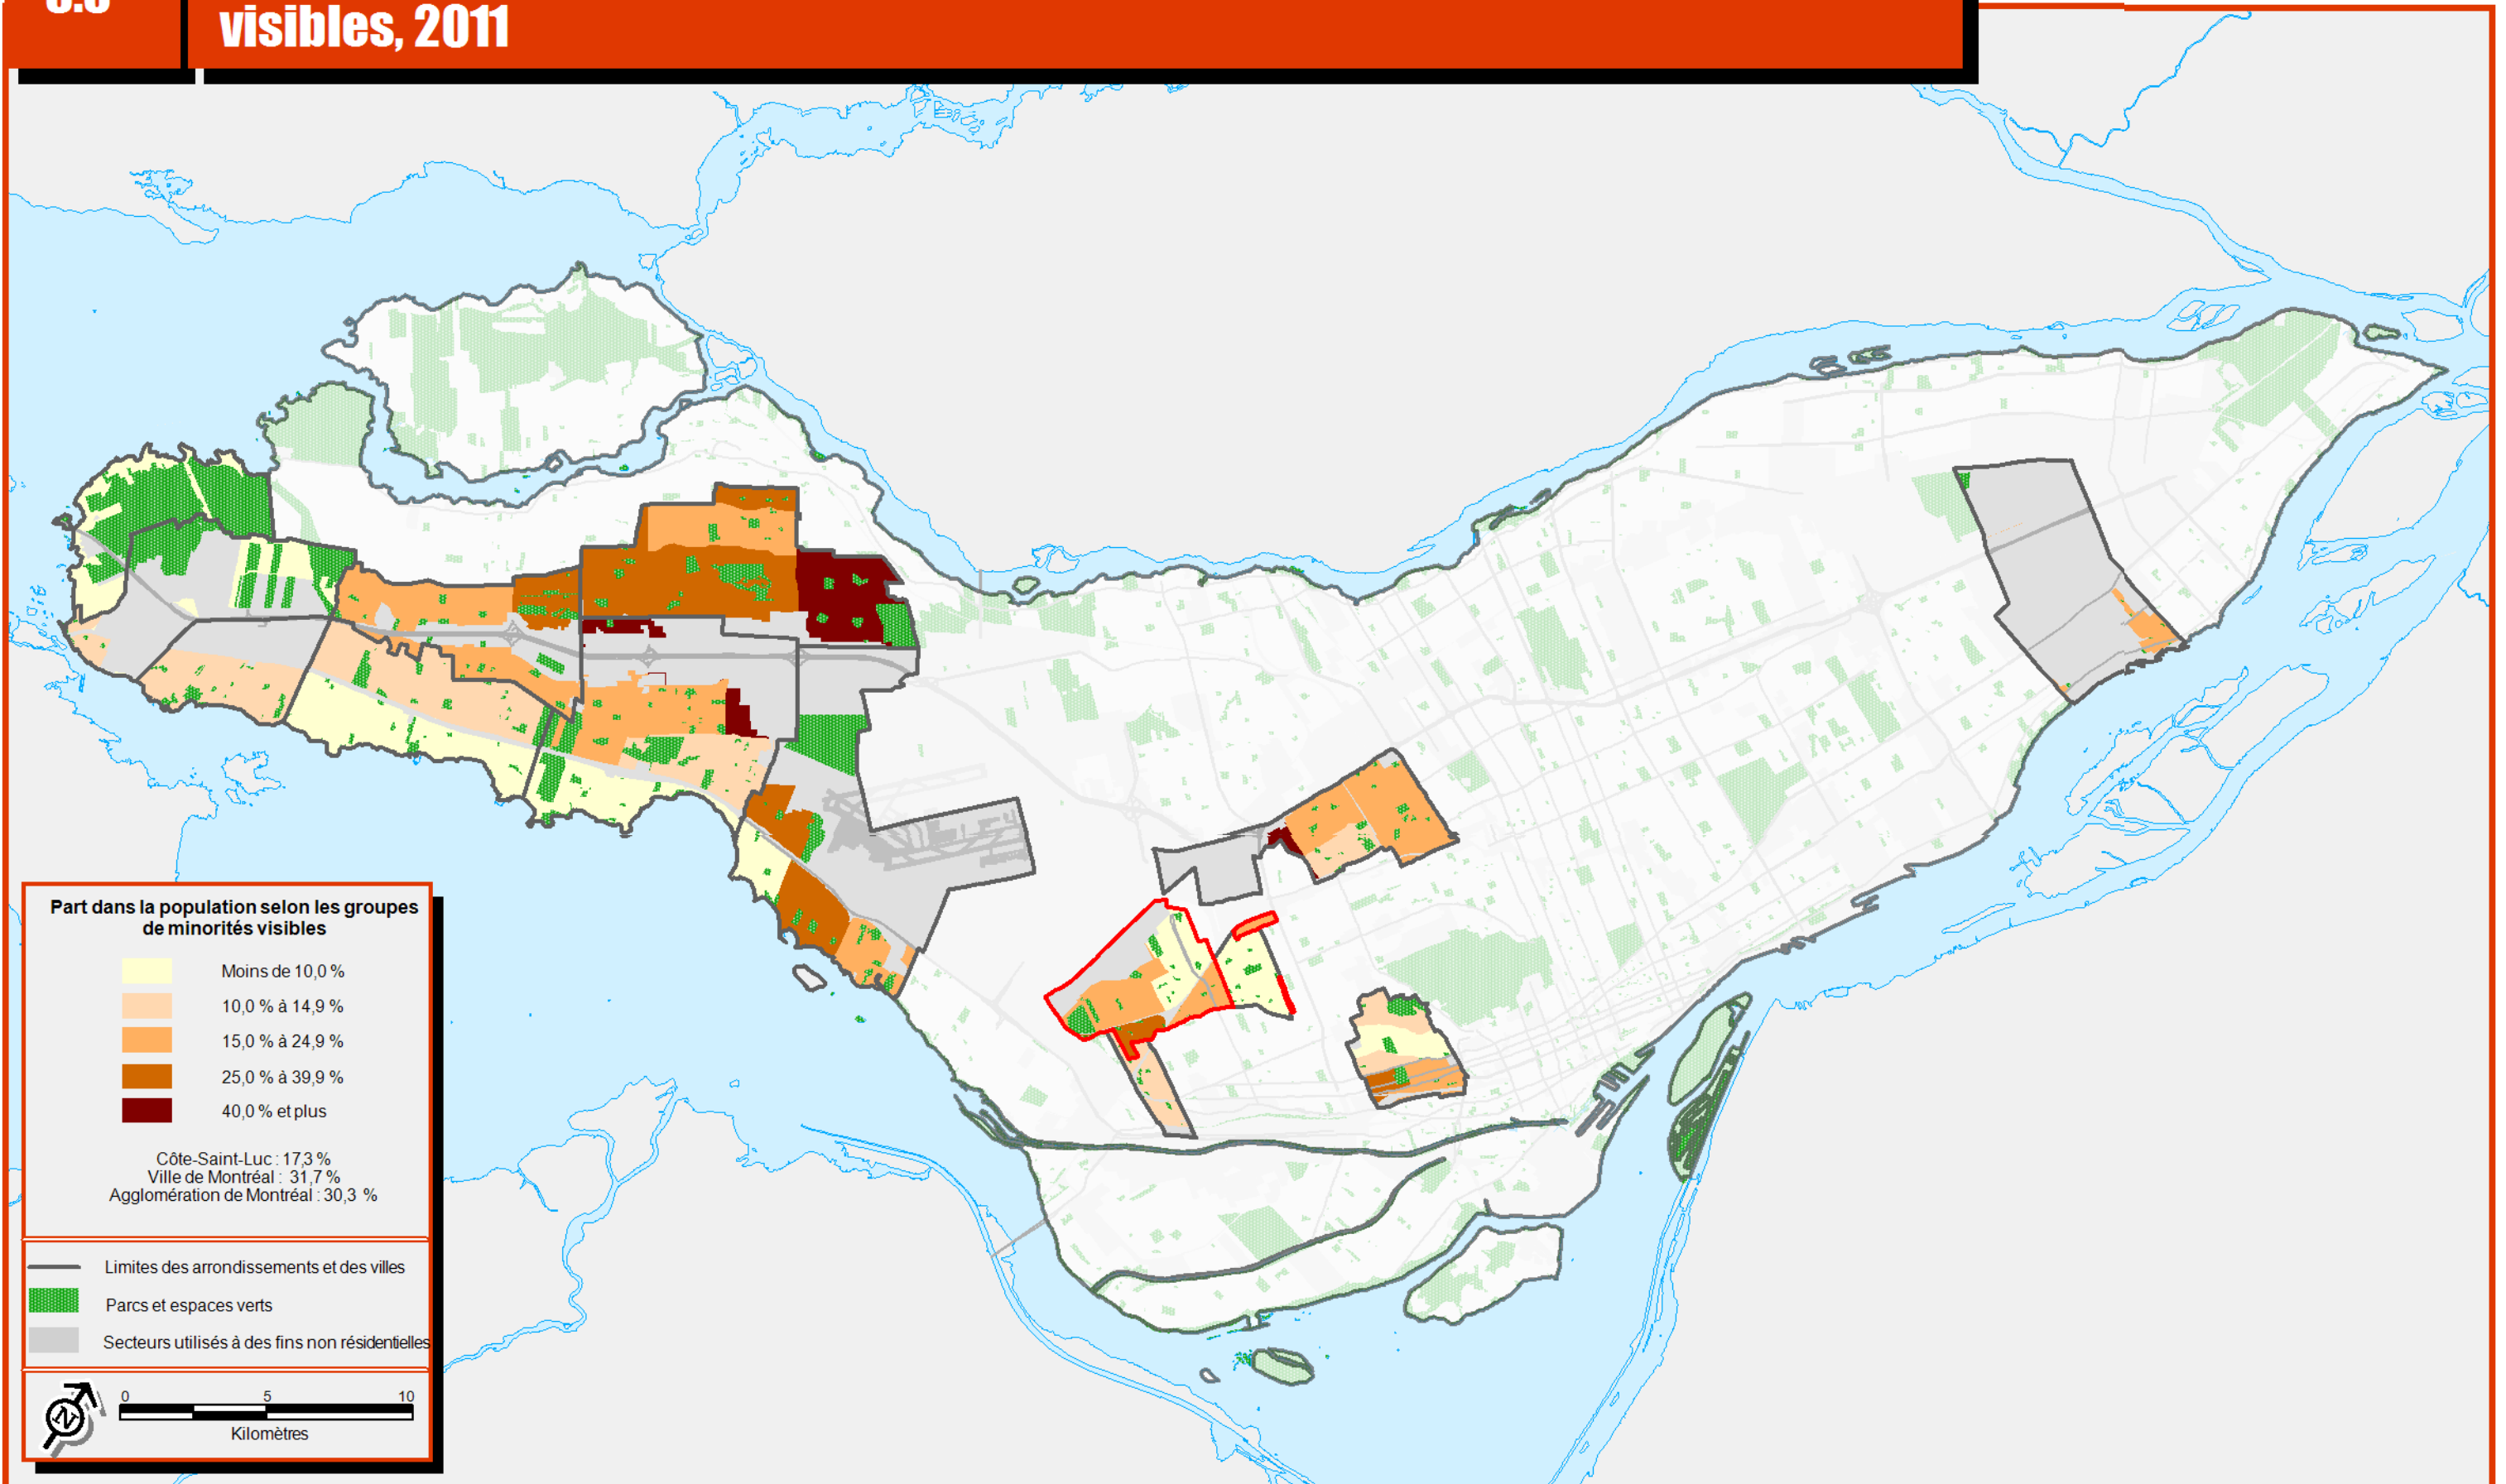 visibles, 2011
Part dans la population selon les groupes
de minorités visibles
Moins de 10,0 %
10,0 % à 14,9 %
15,0 % à 24,9 %
25,0 % à 39,9 %
40,0 % et plus
Côte-Saint-Luc : 17,3 %
Ville de Montréal : 31,7 %
Agglomération de Montréal : 30,3 %
Limites des arrondissements et des villes
Parcs et espaces verts
Secteurs utilisés à des fins non résidentielles
0 5 10
Kilomètres
N